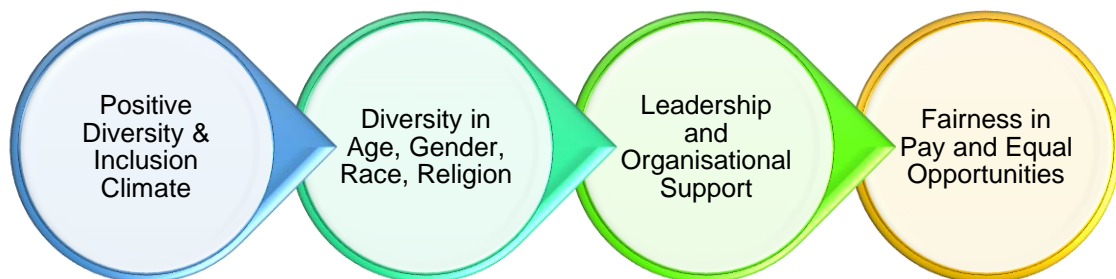 Positive
Diversity &
Inclusion
Climate
Diversity in
Age, Gender,
Race, Religion
Leadership
and
Organisational
Support
Fairness in
Pay and Equal
Opportunities